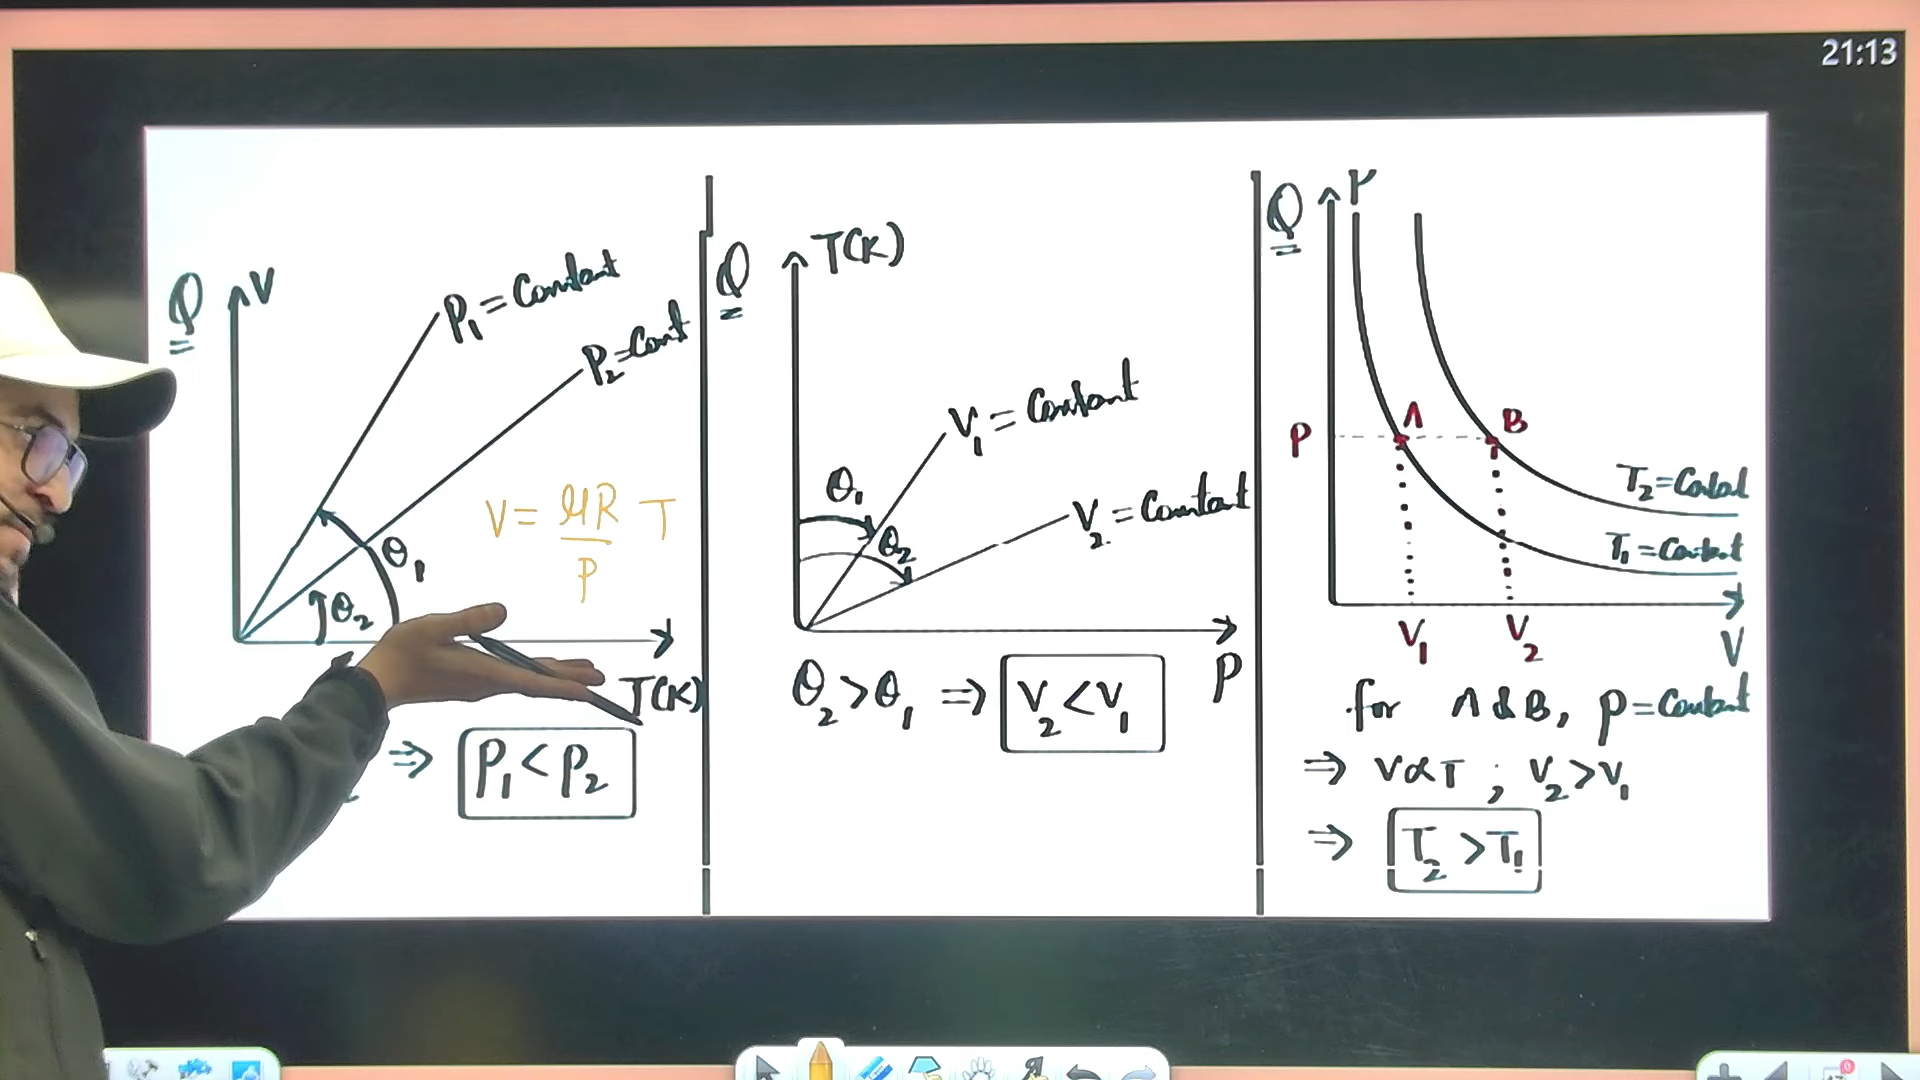 21:13
Q
V
P₁ = Constant
P₂ = Const
V = μR/P T
θ₁
θ₂
T(K)
⇒ P₁ < P₂
Q
T(K)
V₁ = Constant
V₂ = Constant
θ₁
θ₂
P
θ₂ > θ₁ ⇒ V₂ < V₁
Q
P
P
A
B
T₂ = Constant
T₁ = Constant
V₁
V₂
V
for A & B, P = Constant
⇒ V ∝ T ; V₂ > V₁
⇒ T₂ > T₁